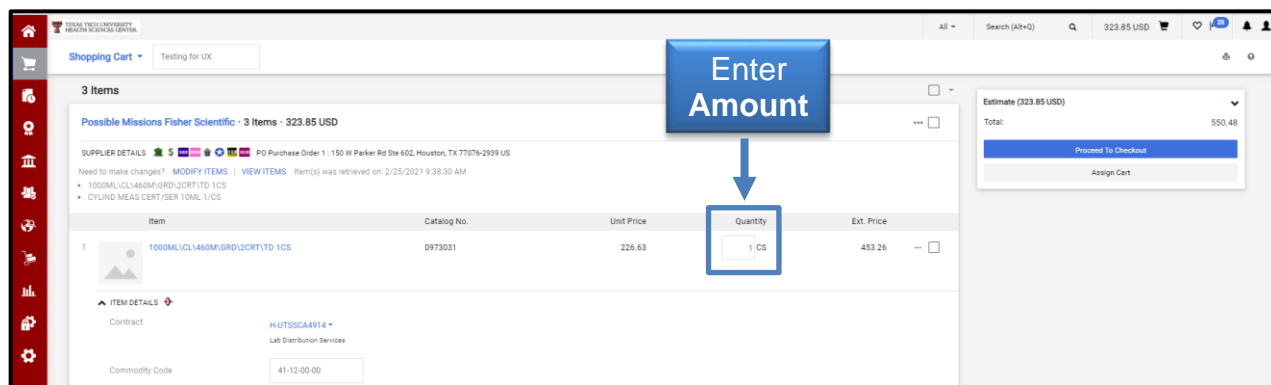 TEXAS TECH UNIVERSITY
HEALTH SCIENCES CENTER.
All
Search (Alt+Q)
323.85 USD
23
Shopping Cart
Testing for UX
Enter
Amount
3 Items
Possible Missions Fisher Scientific · 3 Items · 323.85 USD
SUPPLIER DETAILS
PO Purchase Order 1 : 150 W Parker Rd Ste 602, Houston, TX 77076-2939 US
Need to make changes? MODIFY ITEMS | VIEW ITEMS Item(s) was retrieved on: 2/25/2021 9:38:30 AM
1000ML\CL\460M\GRD\2CRT\TD 1CS
CYLIND MEAS CERT/SER 10ML 1/CS
Item Catalog No. Unit Price Quantity Ext. Price
1 1000ML\CL\460M\GRD\2CRT\TD 1CS 0973031 226.63 1 CS 453.26
ITEM DETAILS
Contract
H-UTSSCA4914
Lab Distribution Services
Commodity Code 41-12-00-00
Estimate (323.85 USD)
Total: 550.48
Proceed To Checkout
Assign Cart